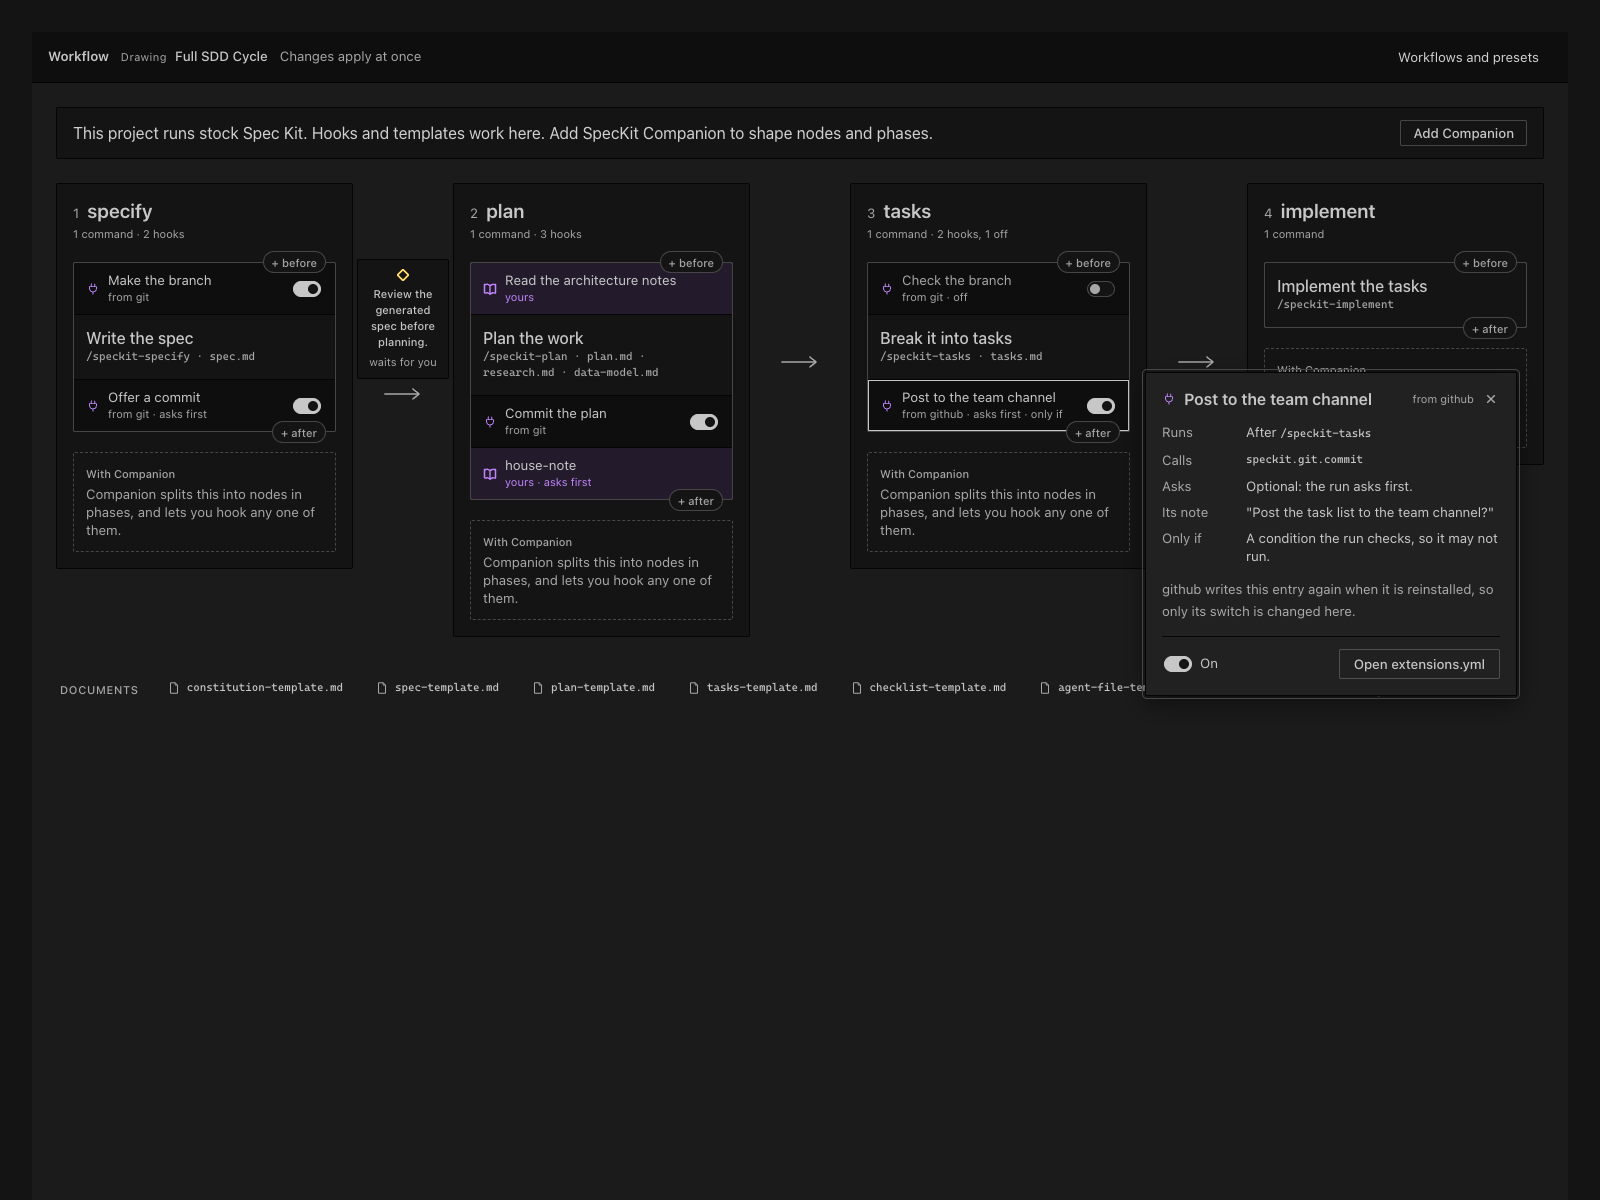 Workflow Drawing Full SDD Cycle Changes apply at once
Workflows and presets
This project runs stock Spec Kit. Hooks and templates work here. Add SpecKit Companion to shape nodes and phases.
Add Companion
1 specify
1 command · 2 hooks
+ before
Make the branch
from git
Write the spec
/speckit-specify · spec.md
Offer a commit
from git · asks first
+ after
With Companion
Companion splits this into nodes in
phases, and lets you hook any one of
them.
Review the
generated
spec before
planning.
waits for you
2 plan
1 command · 3 hooks
+ before
Read the architecture notes
yours
Plan the work
/speckit-plan · plan.md ·
research.md · data-model.md
Commit the plan
from git
house-note
yours · asks first
+ after
With Companion
Companion splits this into nodes in
phases, and lets you hook any one of
them.
3 tasks
1 command · 2 hooks, 1 off
+ before
Check the branch
from git · off
Break it into tasks
/speckit-tasks · tasks.md
Post to the team channel
from github · asks first · only if
+ after
With Companion
Companion splits this into nodes in
phases, and lets you hook any one of
them.
4 implement
1 command
+ before
Implement the tasks
/speckit-implement
+ after
With Companion
Post to the team channel
from github
Runs After /speckit-tasks
Calls speckit.git.commit
Asks Optional: the run asks first.
Its note "Post the task list to the team channel?"
Only if A condition the run checks, so it may not
run.
github writes this entry again when it is reinstalled, so
only its switch is changed here.
On
Open extensions.yml
DOCUMENTS constitution-template.md spec-template.md plan-template.md tasks-template.md checklist-template.md agent-file-te